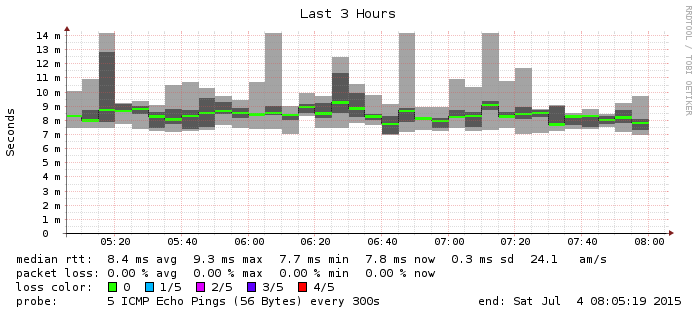 Last 3 Hours
RRDTOOL / TOBI OETIKER
Seconds
14 m
13 m
12 m
11 m
10 m
9 m
8 m
7 m
6 m
5 m
4 m
3 m
2 m
1 m
0
05:20 05:40 06:00 06:20 06:40 07:00 07:20 07:40 08:00
median rtt: 8.4 ms avg 9.3 ms max 7.7 ms min 7.8 ms now 0.3 ms sd 24.1 am/s
packet loss: 0.00 % avg 0.00 % max 0.00 % min 0.00 % now
loss color: 0 1/5 2/5 3/5 4/5
probe: 5 ICMP Echo Pings (56 Bytes) every 300s end: Sat Jul 4 08:05:19 2015